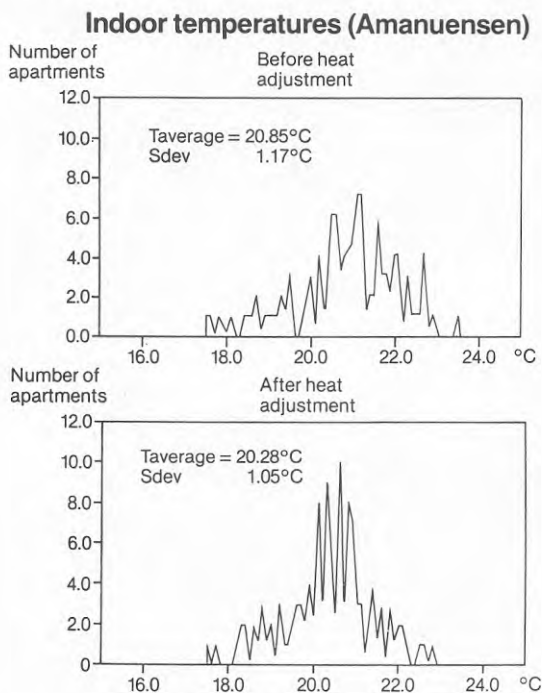 Indoor temperatures (Amanuensen)
Number of
apartments
Before heat
adjustment
12.0
10.0
8.0
6.0
4.0
2.0
0.0
Taverage = 20.85°C
Sdev 1.17°C
16.0 18.0 20.0 22.0 24.0 °C
Number of
apartments
After heat
adjustment
12.0
10.0
8.0
6.0
4.0
2.0
0
Taverage = 20.28°C
Sdev 1.05°C
16.0 18.0 20.0 22.0 24.0 °C